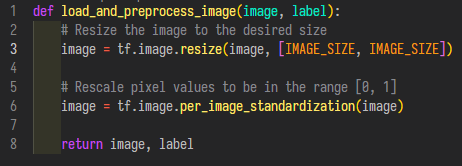 1 def load_and_preprocess_image(image, label):
2     # Resize the image to the desired size
3     image = tf.image.resize(image, [IMAGE_SIZE, IMAGE_SIZE])
4
5     # Rescale pixel values to be in the range [0, 1]
6     image = tf.image.per_image_standardization(image)
7
8     return image, label